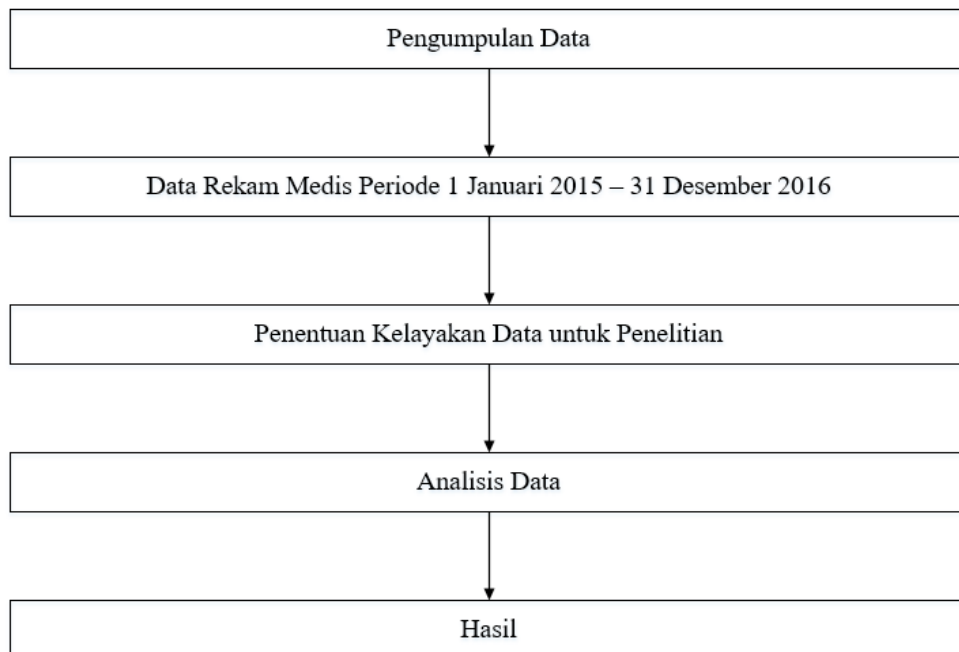 Pengumpulan Data
Data Rekam Medis Periode 1 Januari 2015 – 31 Desember 2016
Penentuan Kelayakan Data untuk Penelitian
Analisis Data
Hasil